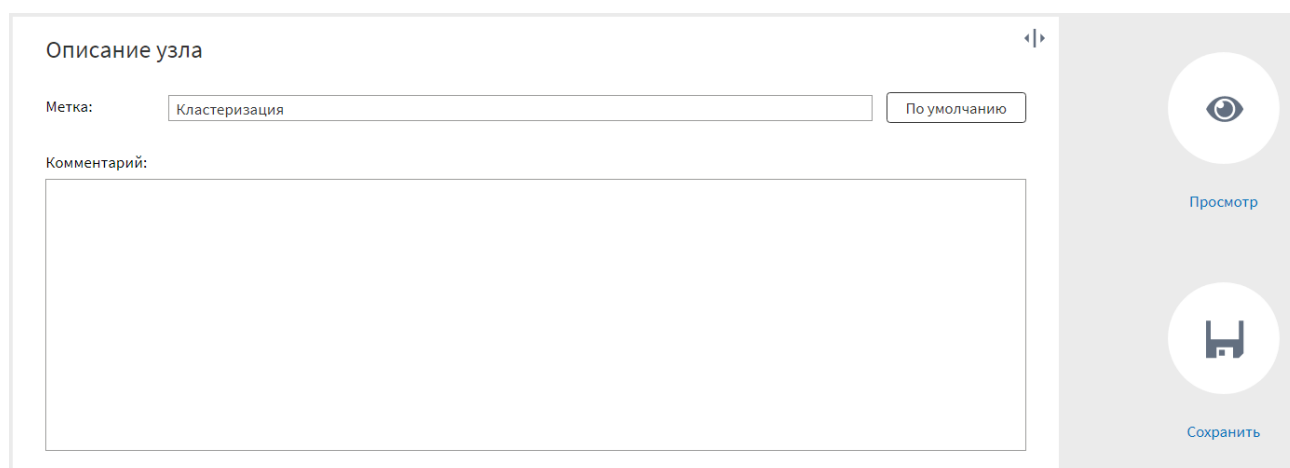 Описание узла
Метка:
Кластеризация
По умолчанию
Комментарий:
Просмотр
Сохранить